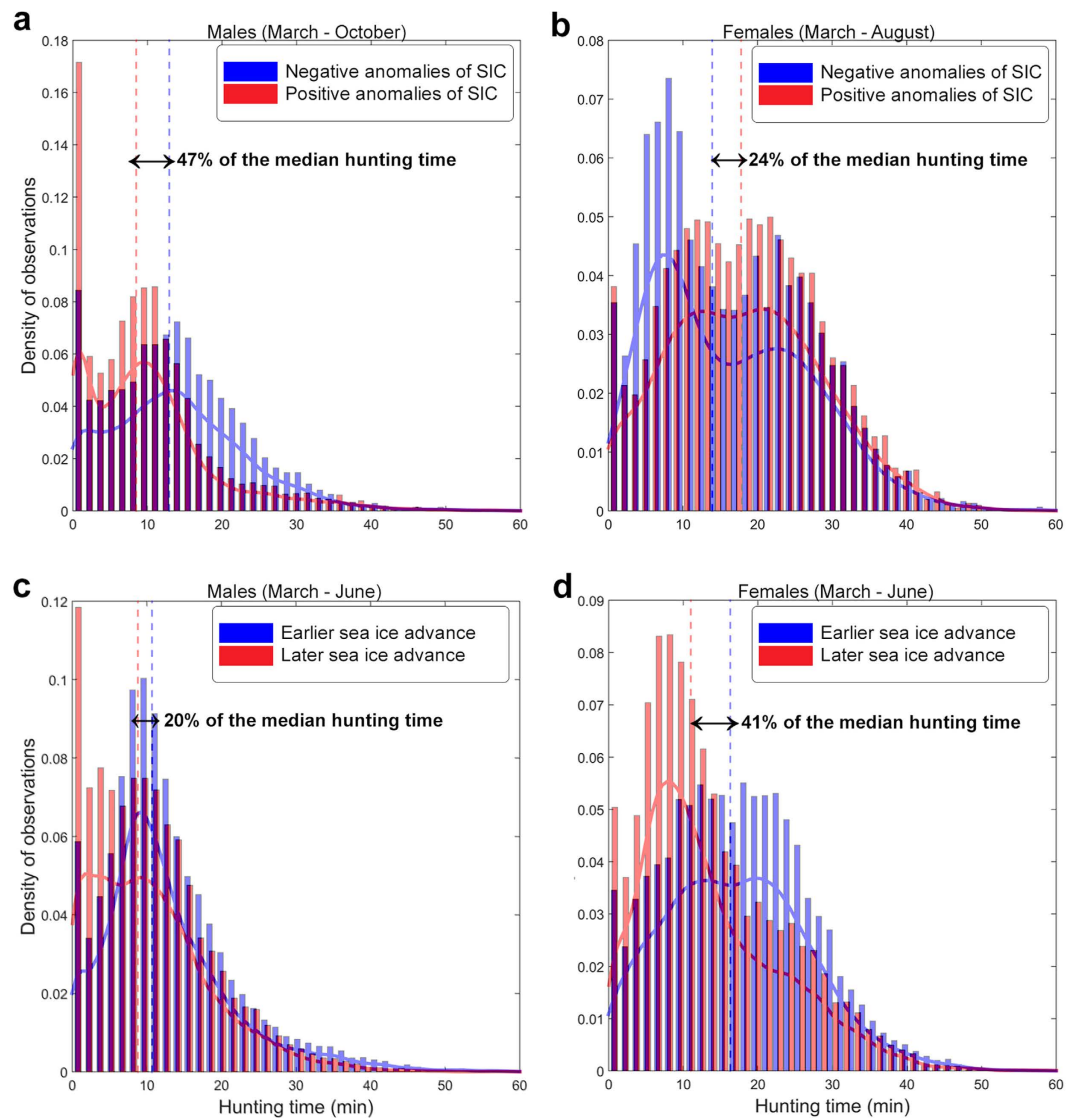 a
Males (March - October)
Negative anomalies of SIC
Positive anomalies of SIC
47% of the median hunting time
Density of observations
0.18
0.16
0.14
0.12
0.1
0.08
0.06
0.04
0.02
0
0 10 20 30 40 50 60
b
Females (March - August)
Negative anomalies of SIC
Positive anomalies of SIC
24% of the median hunting time
0.08
0.07
0.06
0.05
0.04
0.03
0.02
0.01
0
0 10 20 30 40 50 60
c
Males (March - June)
Earlier sea ice advance
Later sea ice advance
20% of the median hunting time
Density of observations
0.12
0.1
0.08
0.06
0.04
0.02
0
0 10 20 30 40 50 60
Hunting time (min)
d
Females (March - June)
Earlier sea ice advance
Later sea ice advance
41% of the median hunting time
0.09
0.08
0.07
0.06
0.05
0.04
0.03
0.02
0.01
0
0 10 20 30 40 50 60
Hunting time (min)